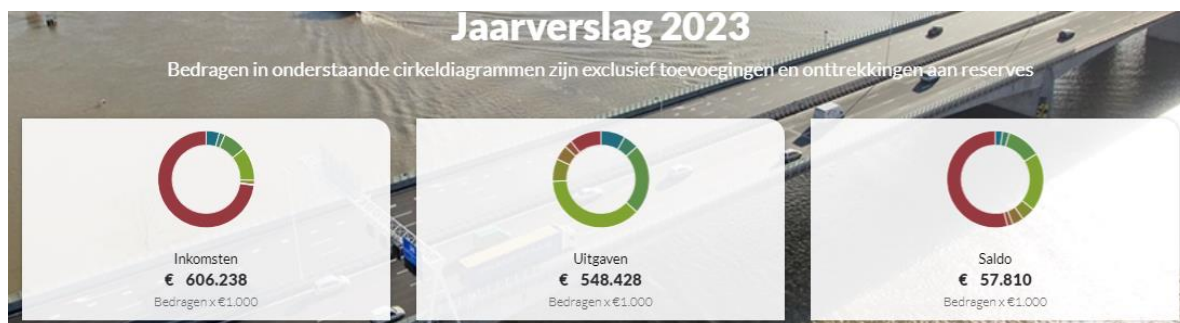 Jaarverslag 2023
Bedragen in onderstaande cirkeldiagrammen zijn exclusief toevoegingen en onttrekkingen aan reserves
Inkomsten
€ 606.238
Bedragen x €1.000
Uitgaven
€ 548.428
Bedragen x €1.000
Saldo
€ 57.810
Bedragen x €1.000